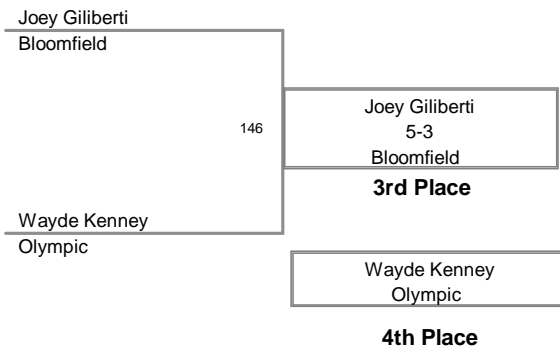 Joey Giliberti
Bloomfield
146
Joey Giliberti
5-3
Bloomfield
3rd Place
Wayde Kenney
Olympic
Wayde Kenney
Olympic
4th Place